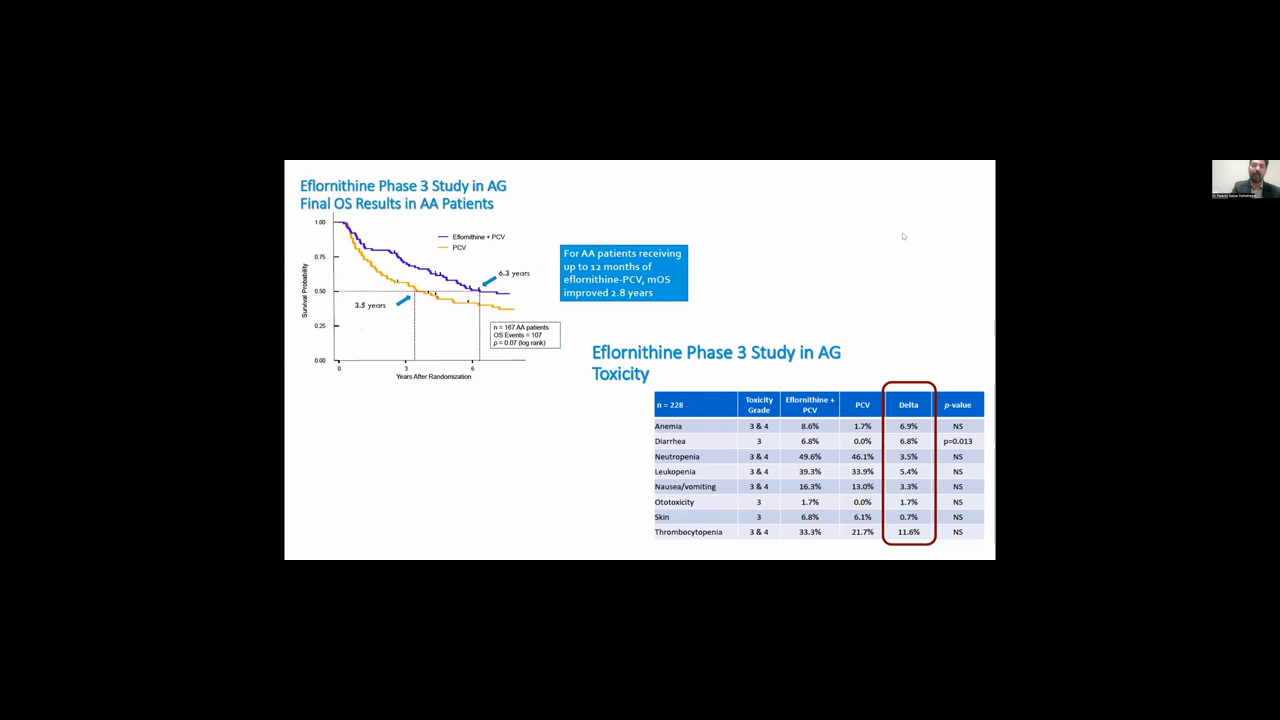 Eflornithine Phase 3 Study in AG
Final OS Results in AA Patients
1.00
0.75
0.50
0.25
0.00
Survival Probability
0
3
6
Years After Randomization
Eflornithine + PCV
PCV
6.3 years
3.5 years
n = 167 AA patients
OS Events = 107
p = 0.07 (log rank)
For AA patients receiving
up to 12 months of
eflornithine-PCV, mOS
improved 2.8 years
Eflornithine Phase 3 Study in AG
Toxicity
n = 228 Toxicity Grade Eflornithine + PCV PCV Delta p-value
Anemia 3 & 4 8.6% 1.7% 6.9% NS
Diarrhea 3 6.8% 0.0% 6.8% p=0.013
Neutropenia 3 & 4 49.6% 46.1% 3.5% NS
Leukopenia 3 & 4 39.3% 33.9% 5.4% NS
Nausea/vomiting 3 & 4 16.3% 13.0% 3.3% NS
Ototoxicity 3 1.7% 0.0% 1.7% NS
Skin 3 6.8% 6.1% 0.7% NS
Thrombocytopenia 3 & 4 33.3% 21.7% 11.6% NS